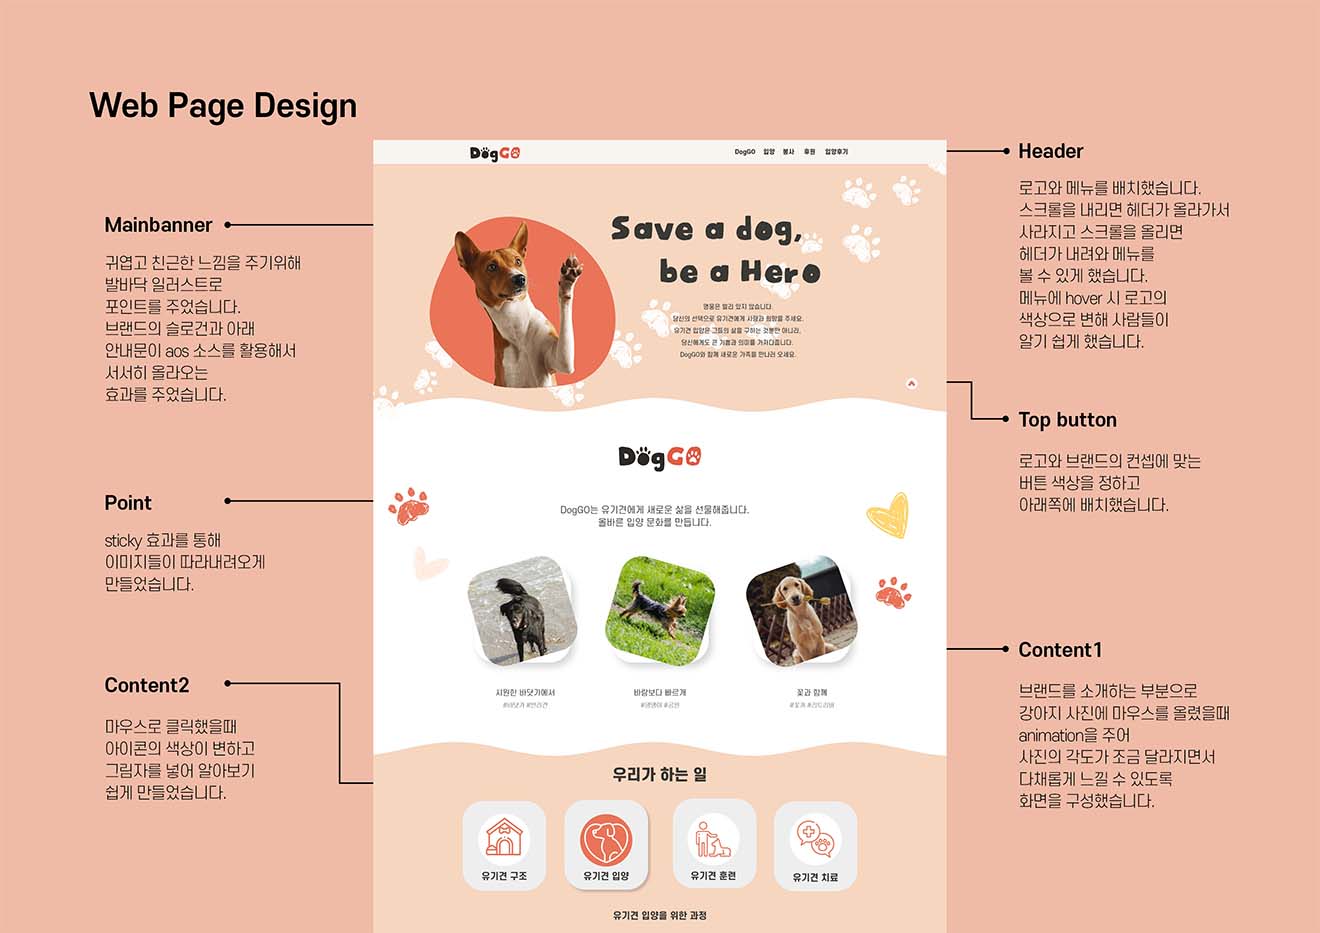 Web Page Design
Mainbanner
귀엽고 친근한 느낌을 주기위해
발바닥 일러스트로
포인트를 주었습니다.
브랜드의 슬로건과 아래
안내문이 aos 소스를 활용해서
서서히 올라오는
효과를 주었습니다.
Point
sticky 효과를 통해
이미지들이 따라내려오게
만들었습니다.
Content2
마우스로 클릭했을때
아이콘의 색상이 변하고
그림자를 넣어 알아보기
쉽게 만들었습니다.
DogGO
DogGO 입양 봉사 후원 입양후기
Save a dog,
be a Hero
영웅은 멀리 있지 않습니다.
당신의 선택으로 유기견에게 사랑과 희망을 주세요.
유기견 입양은 그들의 삶을 구하는 것뿐만 아니라,
당신에게도 큰 기쁨과 의미를 가져다줍니다.
DogGO와 함께 새로운 가족을 만나러 오세요.
DogGO
DogGO는 유기견에게 새로운 삶을 선물해줍니다.
올바른 입양 문화를 만듭니다.
시원한 바닷가에서
#바닷가 #반려견
바람보다 빠르게
#댕댕이 #공원
꽃과 함께
#꽃개 #리트리버
우리가 하는 일
유기견 구조
유기견 입양
유기견 훈련
유기견 치료
유기견 입양을 위한 과정
Header
로고와 메뉴를 배치했습니다.
스크롤을 내리면 헤더가 올라가서
사라지고 스크롤을 올리면
헤더가 내려와 메뉴를
볼 수 있게 했습니다.
메뉴에 hover 시 로고의
색상으로 변해 사람들이
알기 쉽게 했습니다.
Top button
로고와 브랜드의 컨셉에 맞는
버튼 색상을 정하고
아래쪽에 배치했습니다.
Content1
브랜드를 소개하는 부분으로
강아지 사진에 마우스를 올렸을때
animation을 주어
사진의 각도가 조금 달라지면서
다채롭게 느낄 수 있도록
화면을 구성했습니다.